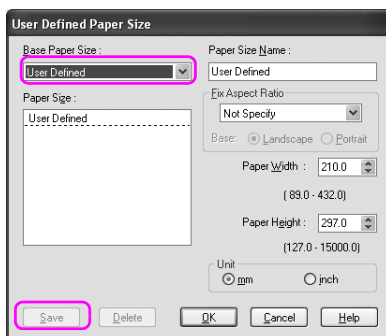 User Defined Paper Size
Base Paper Size :
User Defined
Paper Size :
User Defined
Paper Size Name :
User Defined
Fix Aspect Ratio
Not Specify
Base: Landscape Portrait
Paper Width : 210.0
( 89.0 - 432.0)
Paper Height : 297.0
(127.0 - 15000.0)
Unit
mm inch
Save Delete OK Cancel Help